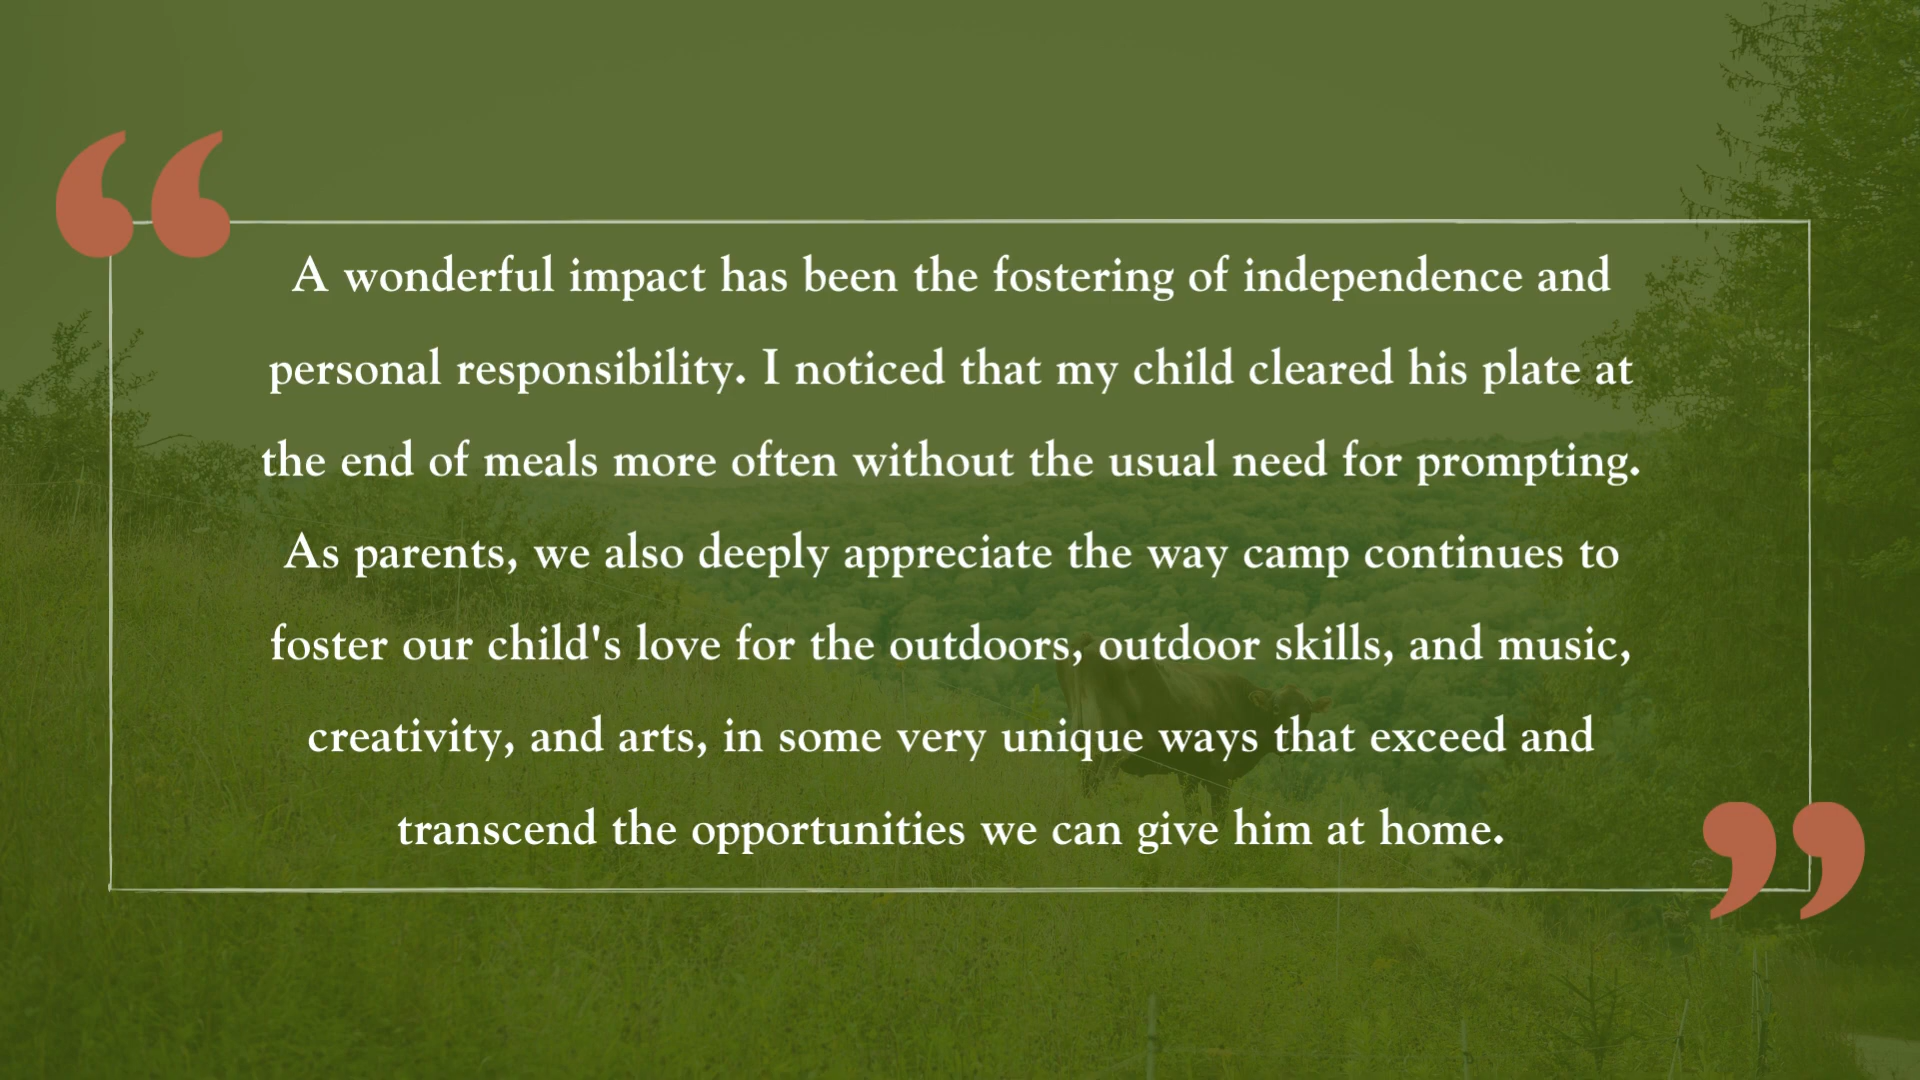 A wonderful impact has been the fostering of independence and
personal responsibility. I noticed that my child cleared his plate at
the end of meals more often without the usual need for prompting.
As parents, we also deeply appreciate the way camp continues to
foster our child's love for the outdoors, outdoor skills, and music,
creativity, and arts, in some very unique ways that exceed and
transcend the opportunities we can give him at home.